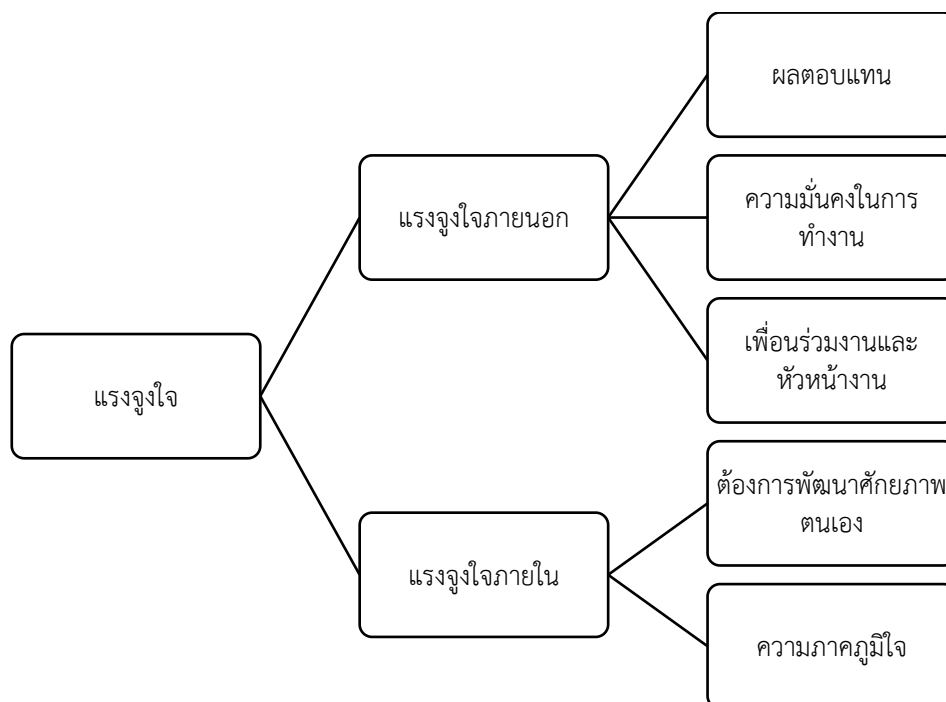 ผลตอบแทน
แรงจูงใจภายนอก
ความมั่นคงในการ
ทำงาน
เพื่อนร่วมงานและ
หัวหน้างาน
แรงจูงใจ
ต้องการพัฒนาศักยภาพ
ตนเอง
แรงจูงใจภายใน
ความภาคภูมิใจ